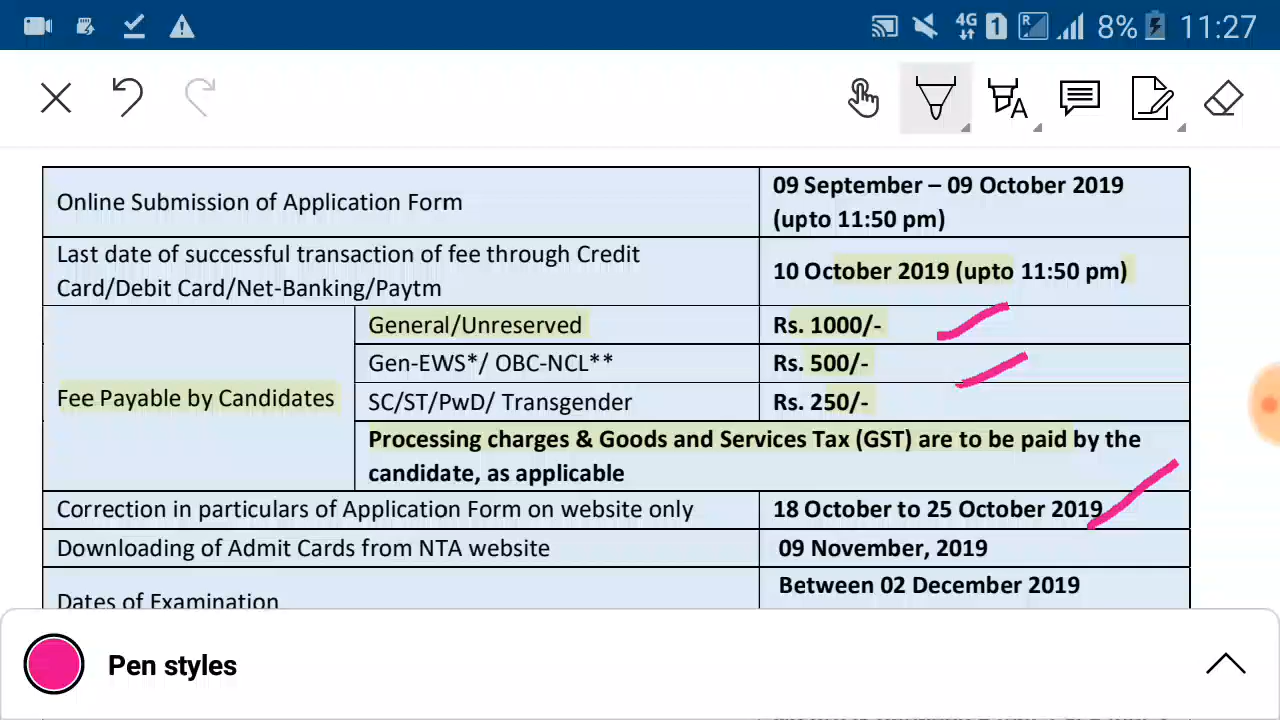 4G 1 R 8% 11:27
A
Online Submission of Application Form
09 September – 09 October 2019
(upto 11:50 pm)
Last date of successful transaction of fee through Credit
Card/Debit Card/Net-Banking/Paytm
10 October 2019 (upto 11:50 pm)
Fee Payable by Candidates
General/Unreserved
Rs. 1000/-
Gen-EWS*/ OBC-NCL**
Rs. 500/-
SC/ST/PwD/ Transgender
Rs. 250/-
Processing charges & Goods and Services Tax (GST) are to be paid by the
candidate, as applicable
Correction in particulars of Application Form on website only
18 October to 25 October 2019
Downloading of Admit Cards from NTA website
09 November, 2019
Dates of Examination
Between 02 December 2019
Pen styles